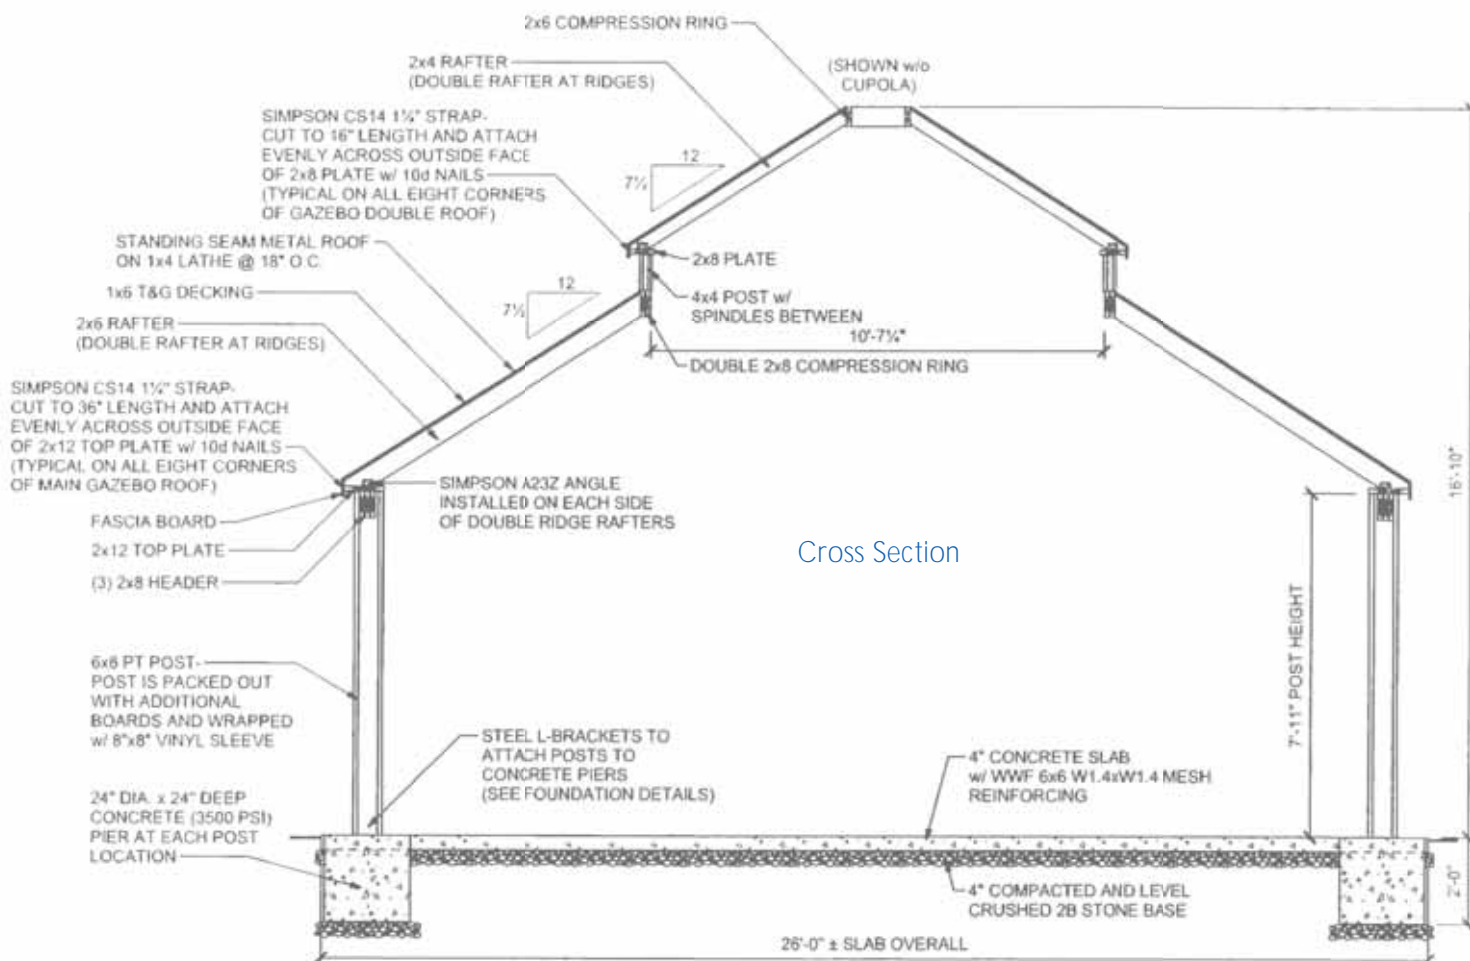 2x6 COMPRESSION RING
2x4 RAFTER
(DOUBLE RAFTER AT RIDGES)
(SHOWN w/o
CUPOLA)
SIMPSON CS14 1¼" STRAP-
CUT TO 16" LENGTH AND ATTACH
EVENLY ACROSS OUTSIDE FACE
OF 2x8 PLATE w/ 10d NAILS
(TYPICAL ON ALL EIGHT CORNERS
OF GAZEBO DOUBLE ROOF)
12
7½
STANDING SEAM METAL ROOF
ON 1x4 LATHE @ 18" O.C.
2x8 PLATE
1x6 T&G DECKING
12
7½
4x4 POST w/
SPINDLES BETWEEN
2x6 RAFTER
(DOUBLE RAFTER AT RIDGES)
10'-7¼"
DOUBLE 2x8 COMPRESSION RING
SIMPSON CS14 1¼" STRAP-
CUT TO 36" LENGTH AND ATTACH
EVENLY ACROSS OUTSIDE FACE
OF 2x12 TOP PLATE w/ 10d NAILS
(TYPICAL ON ALL EIGHT CORNERS
OF MAIN GAZEBO ROOF)
SIMPSON A23Z ANGLE
INSTALLED ON EACH SIDE
OF DOUBLE RIDGE RAFTERS
16'-10"
FASCIA BOARD
2x12 TOP PLATE
(3) 2x8 HEADER
Cross Section
7'-11" POST HEIGHT
6x6 PT POST-
POST IS PACKED OUT
WITH ADDITIONAL
BOARDS AND WRAPPED
w/ 8"x8" VINYL SLEEVE
STEEL L-BRACKETS TO
ATTACH POSTS TO
CONCRETE PIERS
(SEE FOUNDATION DETAILS)
4" CONCRETE SLAB
w/ WWF 6x6 W1.4xW1.4 MESH
REINFORCING
24" DIA. x 24" DEEP
CONCRETE (3500 PSI)
PIER AT EACH POST
LOCATION
4" COMPACTED AND LEVEL
CRUSHED 2B STONE BASE
2'-0"
26'-0" ± SLAB OVERALL